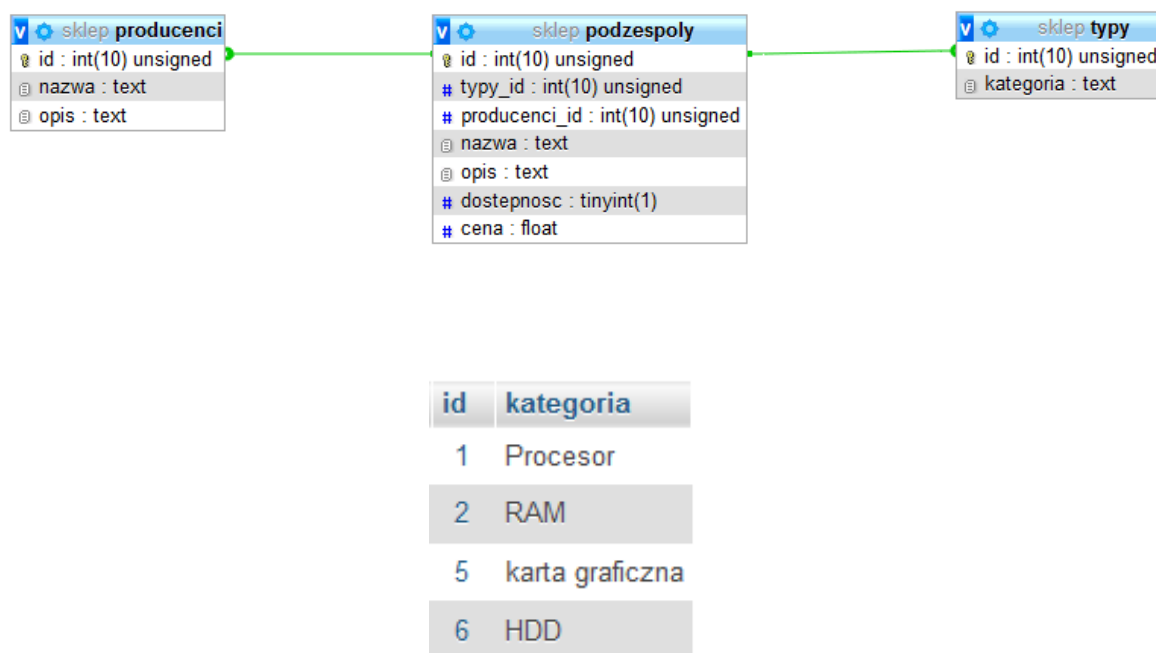 v sklep producenci
id : int(10) unsigned
nazwa : text
opis : text
v sklep podzespoly
id : int(10) unsigned
# typy_id : int(10) unsigned
# producenci_id : int(10) unsigned
nazwa : text
opis : text
# dostepnosc : tinyint(1)
# cena : float
v sklep typy
id : int(10) unsigned
kategoria : text
id kategoria
1 Procesor
2 RAM
5 karta graficzna
6 HDD